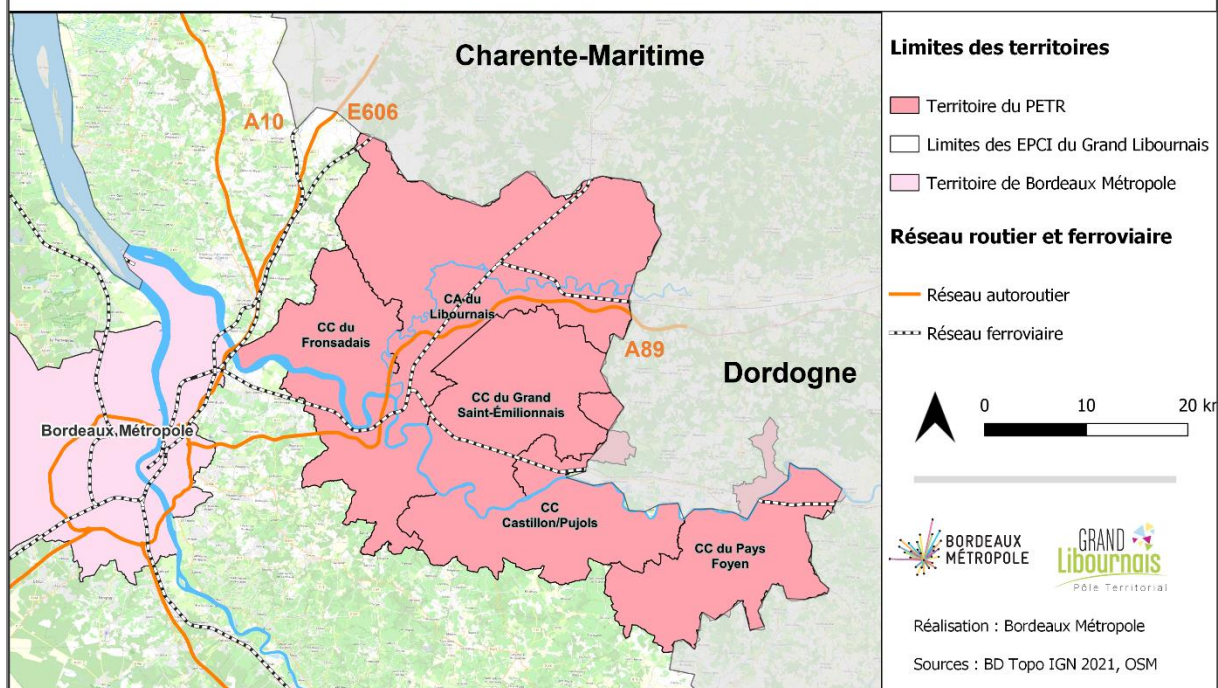 Charente-Maritime
A10
E606
CA du
Libournais
CC du
Fronsadais
A89
Dordogne
CC du Grand
Saint-Émilionnais
Bordeaux Métropole
CC
Castillon/Pujols
CC du Pays
Foyen
Limites des territoires
Territoire du PETR
Limites des EPCI du Grand Libournais
Territoire de Bordeaux Métropole
Réseau routier et ferroviaire
Réseau autoroutier
Réseau ferroviaire
0 10 20 km
BORDEAUX
MÉTROPOLE
GRAND
Libournais
Pôle Territorial
Réalisation : Bordeaux Métropole
Sources : BD Topo IGN 2021, OSM